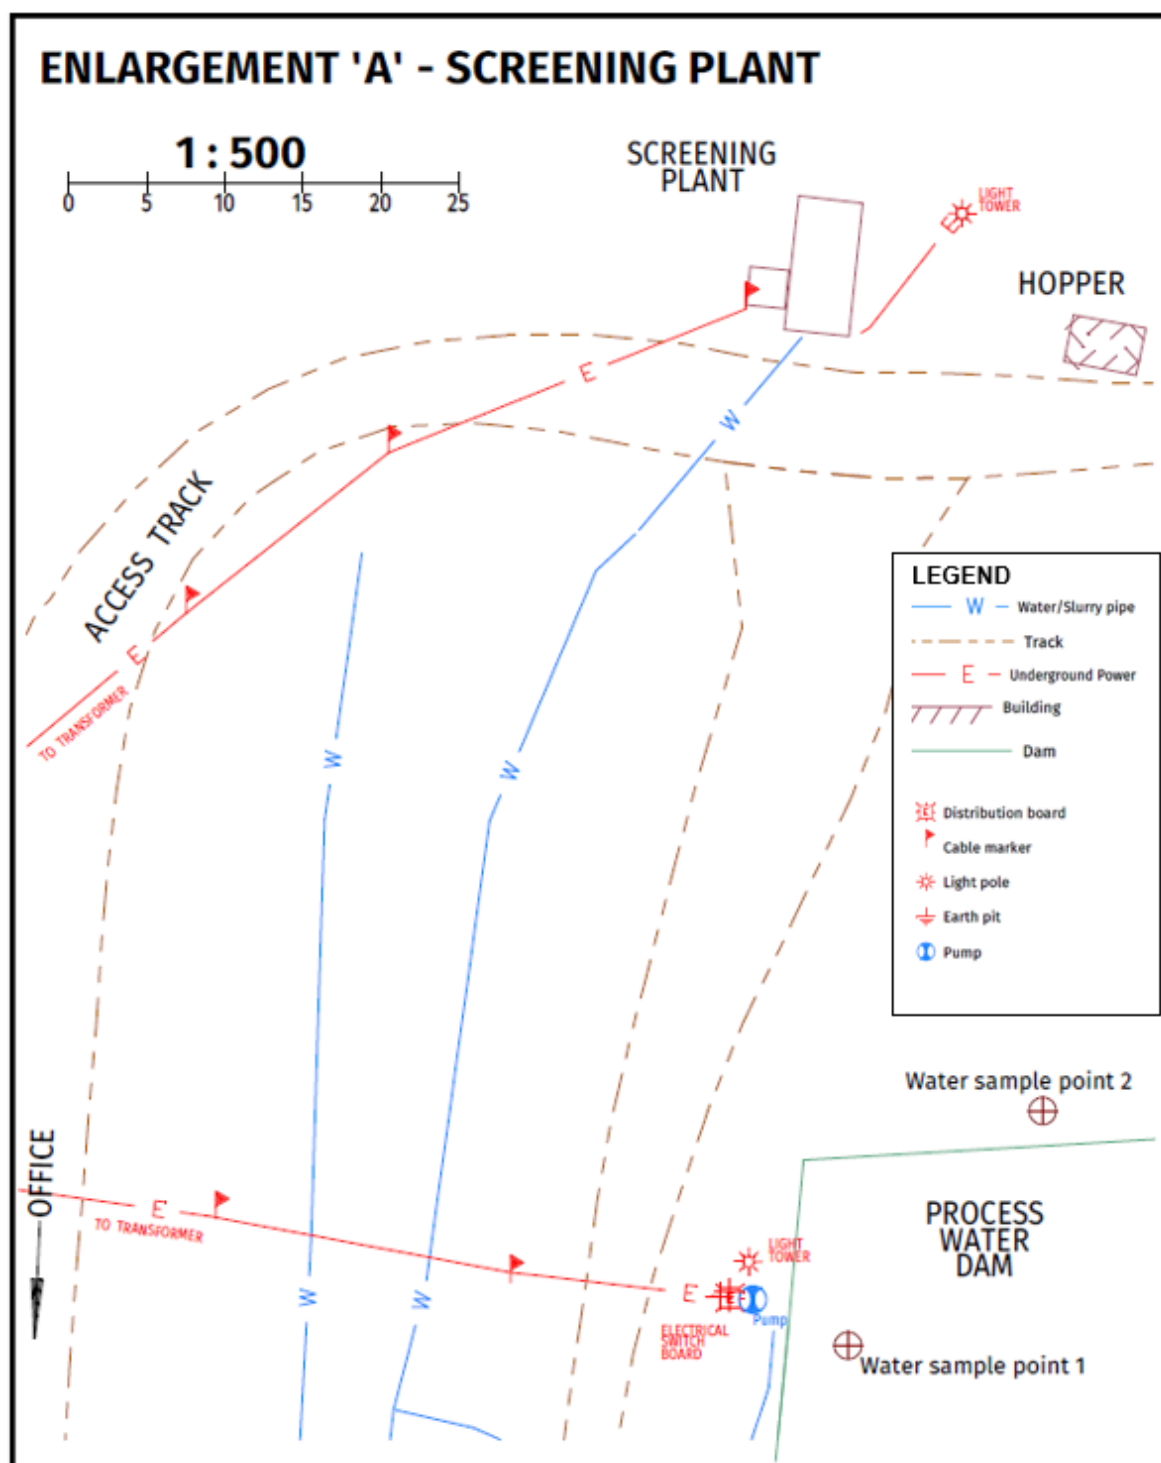 ENLARGEMENT 'A' - SCREENING PLANT
1 : 500
0 5 10 15 20 25
SCREENING
PLANT
LIGHT
TOWER
HOPPER
E
W
ACCESS TRACK
E
TO TRANSFORMER
W
W
LEGEND
W Water/Slurry pipe
Track
E Underground Power
Building
Dam
E Distribution board
Cable marker
Light pole
Earth pit
Pump
Water sample point 2
OFFICE
E
TO TRANSFORMER
PROCESS
WATER
DAM
LIGHT
TOWER
W
W
E
E
Pump
ELECTRICAL
SWITCH
BOARD
Water sample point 1